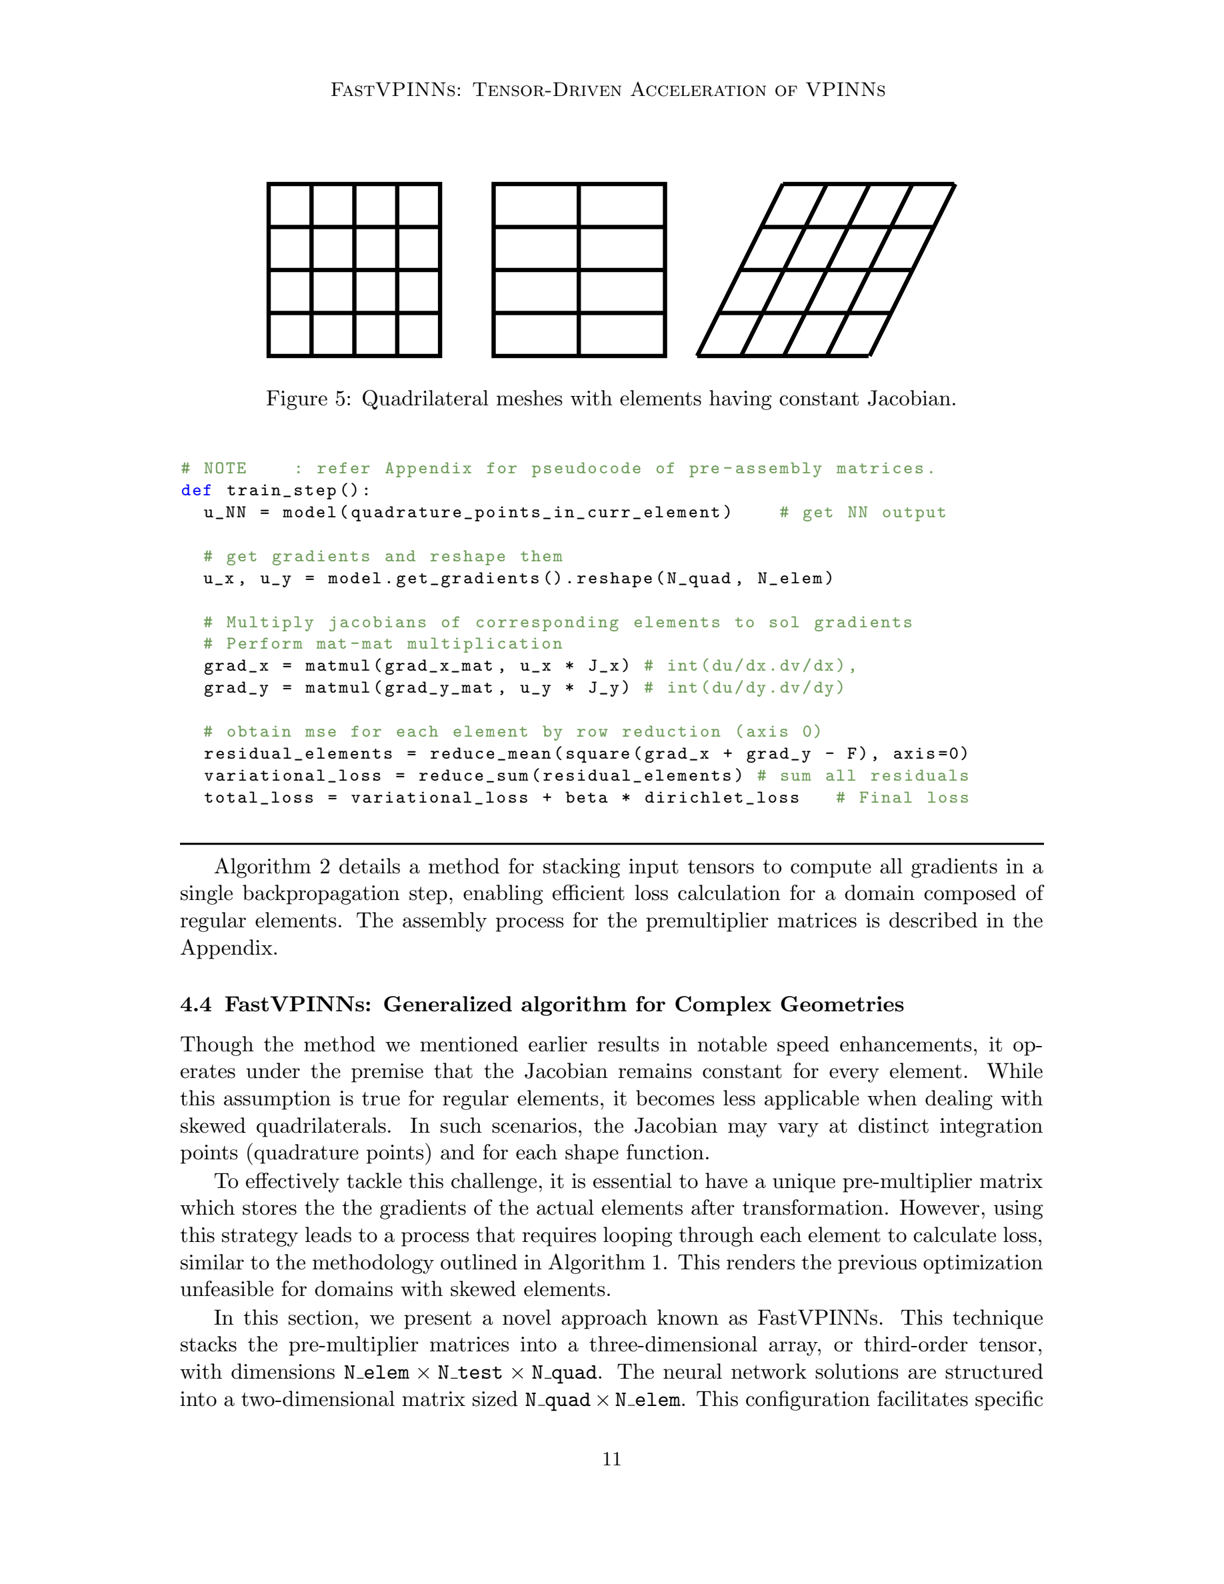 FastVPINNs: Tensor-Driven Acceleration of VPINNs
Figure 5: Quadrilateral meshes with elements having constant Jacobian.
# NOTE    : refer Appendix for pseudocode of pre-assembly matrices.
def train_step():
  u_NN = model(quadrature_points_in_curr_element)    # get NN output
  # get gradients and reshape them
  u_x, u_y = model.get_gradients().reshape(N_quad, N_elem)
  # Multiply jacobians of corresponding elements to sol gradients
  # Perform mat-mat multiplication
  grad_x = matmul(grad_x_mat, u_x * J_x) # int(du/dx.dv/dx),
  grad_y = matmul(grad_y_mat, u_y * J_y) # int(du/dy.dv/dy)
  # obtain mse for each element by row reduction (axis 0)
  residual_elements = reduce_mean(square(grad_x + grad_y - F), axis=0)
  variational_loss = reduce_sum(residual_elements) # sum all residuals
  total_loss = variational_loss + beta * dirichlet_loss   # Final loss
Algorithm 2 details a method for stacking input tensors to compute all gradients in a
single backpropagation step, enabling efficient loss calculation for a domain composed of
regular elements. The assembly process for the premultiplier matrices is described in the
Appendix.
4.4 FastVPINNs: Generalized algorithm for Complex Geometries
Though the method we mentioned earlier results in notable speed enhancements, it op-
erates under the premise that the Jacobian remains constant for every element. While
this assumption is true for regular elements, it becomes less applicable when dealing with
skewed quadrilaterals. In such scenarios, the Jacobian may vary at distinct integration
points (quadrature points) and for each shape function.
To effectively tackle this challenge, it is essential to have a unique pre-multiplier matrix
which stores the the gradients of the actual elements after transformation. However, using
this strategy leads to a process that requires looping through each element to calculate loss,
similar to the methodology outlined in Algorithm 1. This renders the previous optimization
unfeasible for domains with skewed elements.
In this section, we present a novel approach known as FastVPINNs. This technique
stacks the pre-multiplier matrices into a three-dimensional array, or third-order tensor,
with dimensions N_elem × N_test × N_quad. The neural network solutions are structured
into a two-dimensional matrix sized N_quad × N_elem. This configuration facilitates specific
11